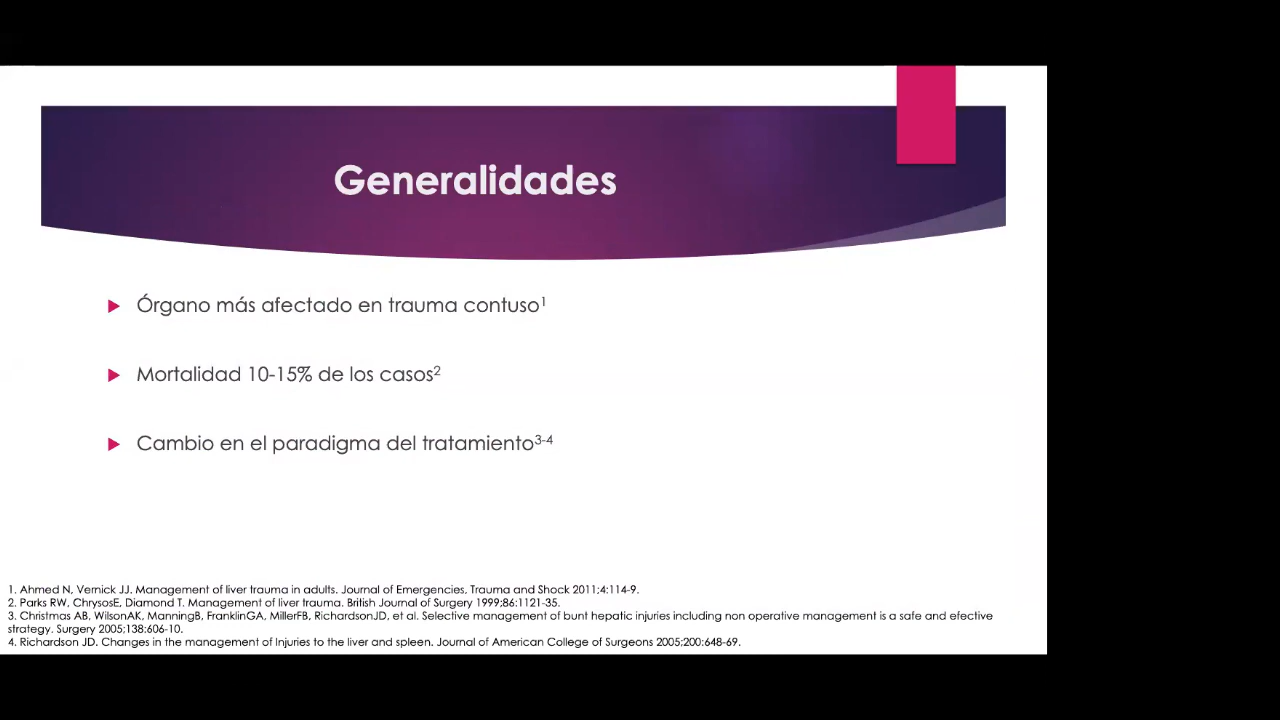 Generalidades
Órgano más afectado en trauma contuso¹
Mortalidad 10-15% de los casos²
Cambio en el paradigma del tratamiento³⁻⁴
1. Ahmed N, Vernick JJ. Management of liver trauma in adults. Journal of Emergencies, Trauma and Shock 2011;4:114-9.
2. Parks RW, ChrysosE, Diamond T. Management of liver trauma. British Journal of Surgery 1999;86:1121-35.
3. Christmas AB, WilsonAK, ManningB, FranklinGA, MillerFB, RichardsonJD, et al. Selective management of bunt hepatic injuries including non operative management is a safe and efective
strategy. Surgery 2005;138:606-10.
4. Richardson JD. Changes in the management of Injuries to the liver and spleen. Journal of American College of Surgeons 2005;200:648-69.